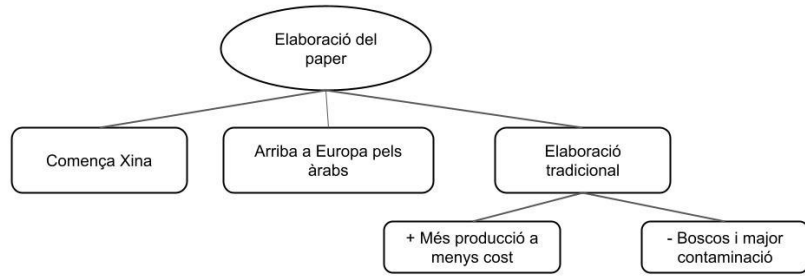 Elaboració del
paper
Comença Xina
Arriba a Europa pels
àrabs
Elaboració
tradicional
+ Més producció a
menys cost
- Boscos i major
contaminació